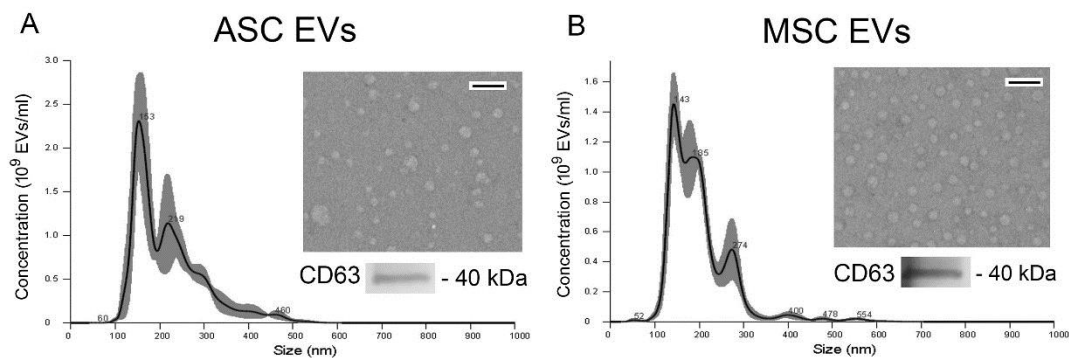 A
ASC EVs
Concentration (10⁹ EVs/ml)
3.0
2.5
2.0
1.5
1.0
0.5
0
153
219
60
460
0 100 200 300 400 500 600 700 800 900 1000
Size (nm)
CD63 - 40 kDa
B
MSC EVs
Concentration (10⁹ EVs/ml)
1.6
1.4
1.2
1.0
0.8
0.6
0.4
0.2
0
143
185
274
52
400
478
554
0 100 200 300 400 500 600 700 800 900 1000
Size (nm)
CD63 - 40 kDa